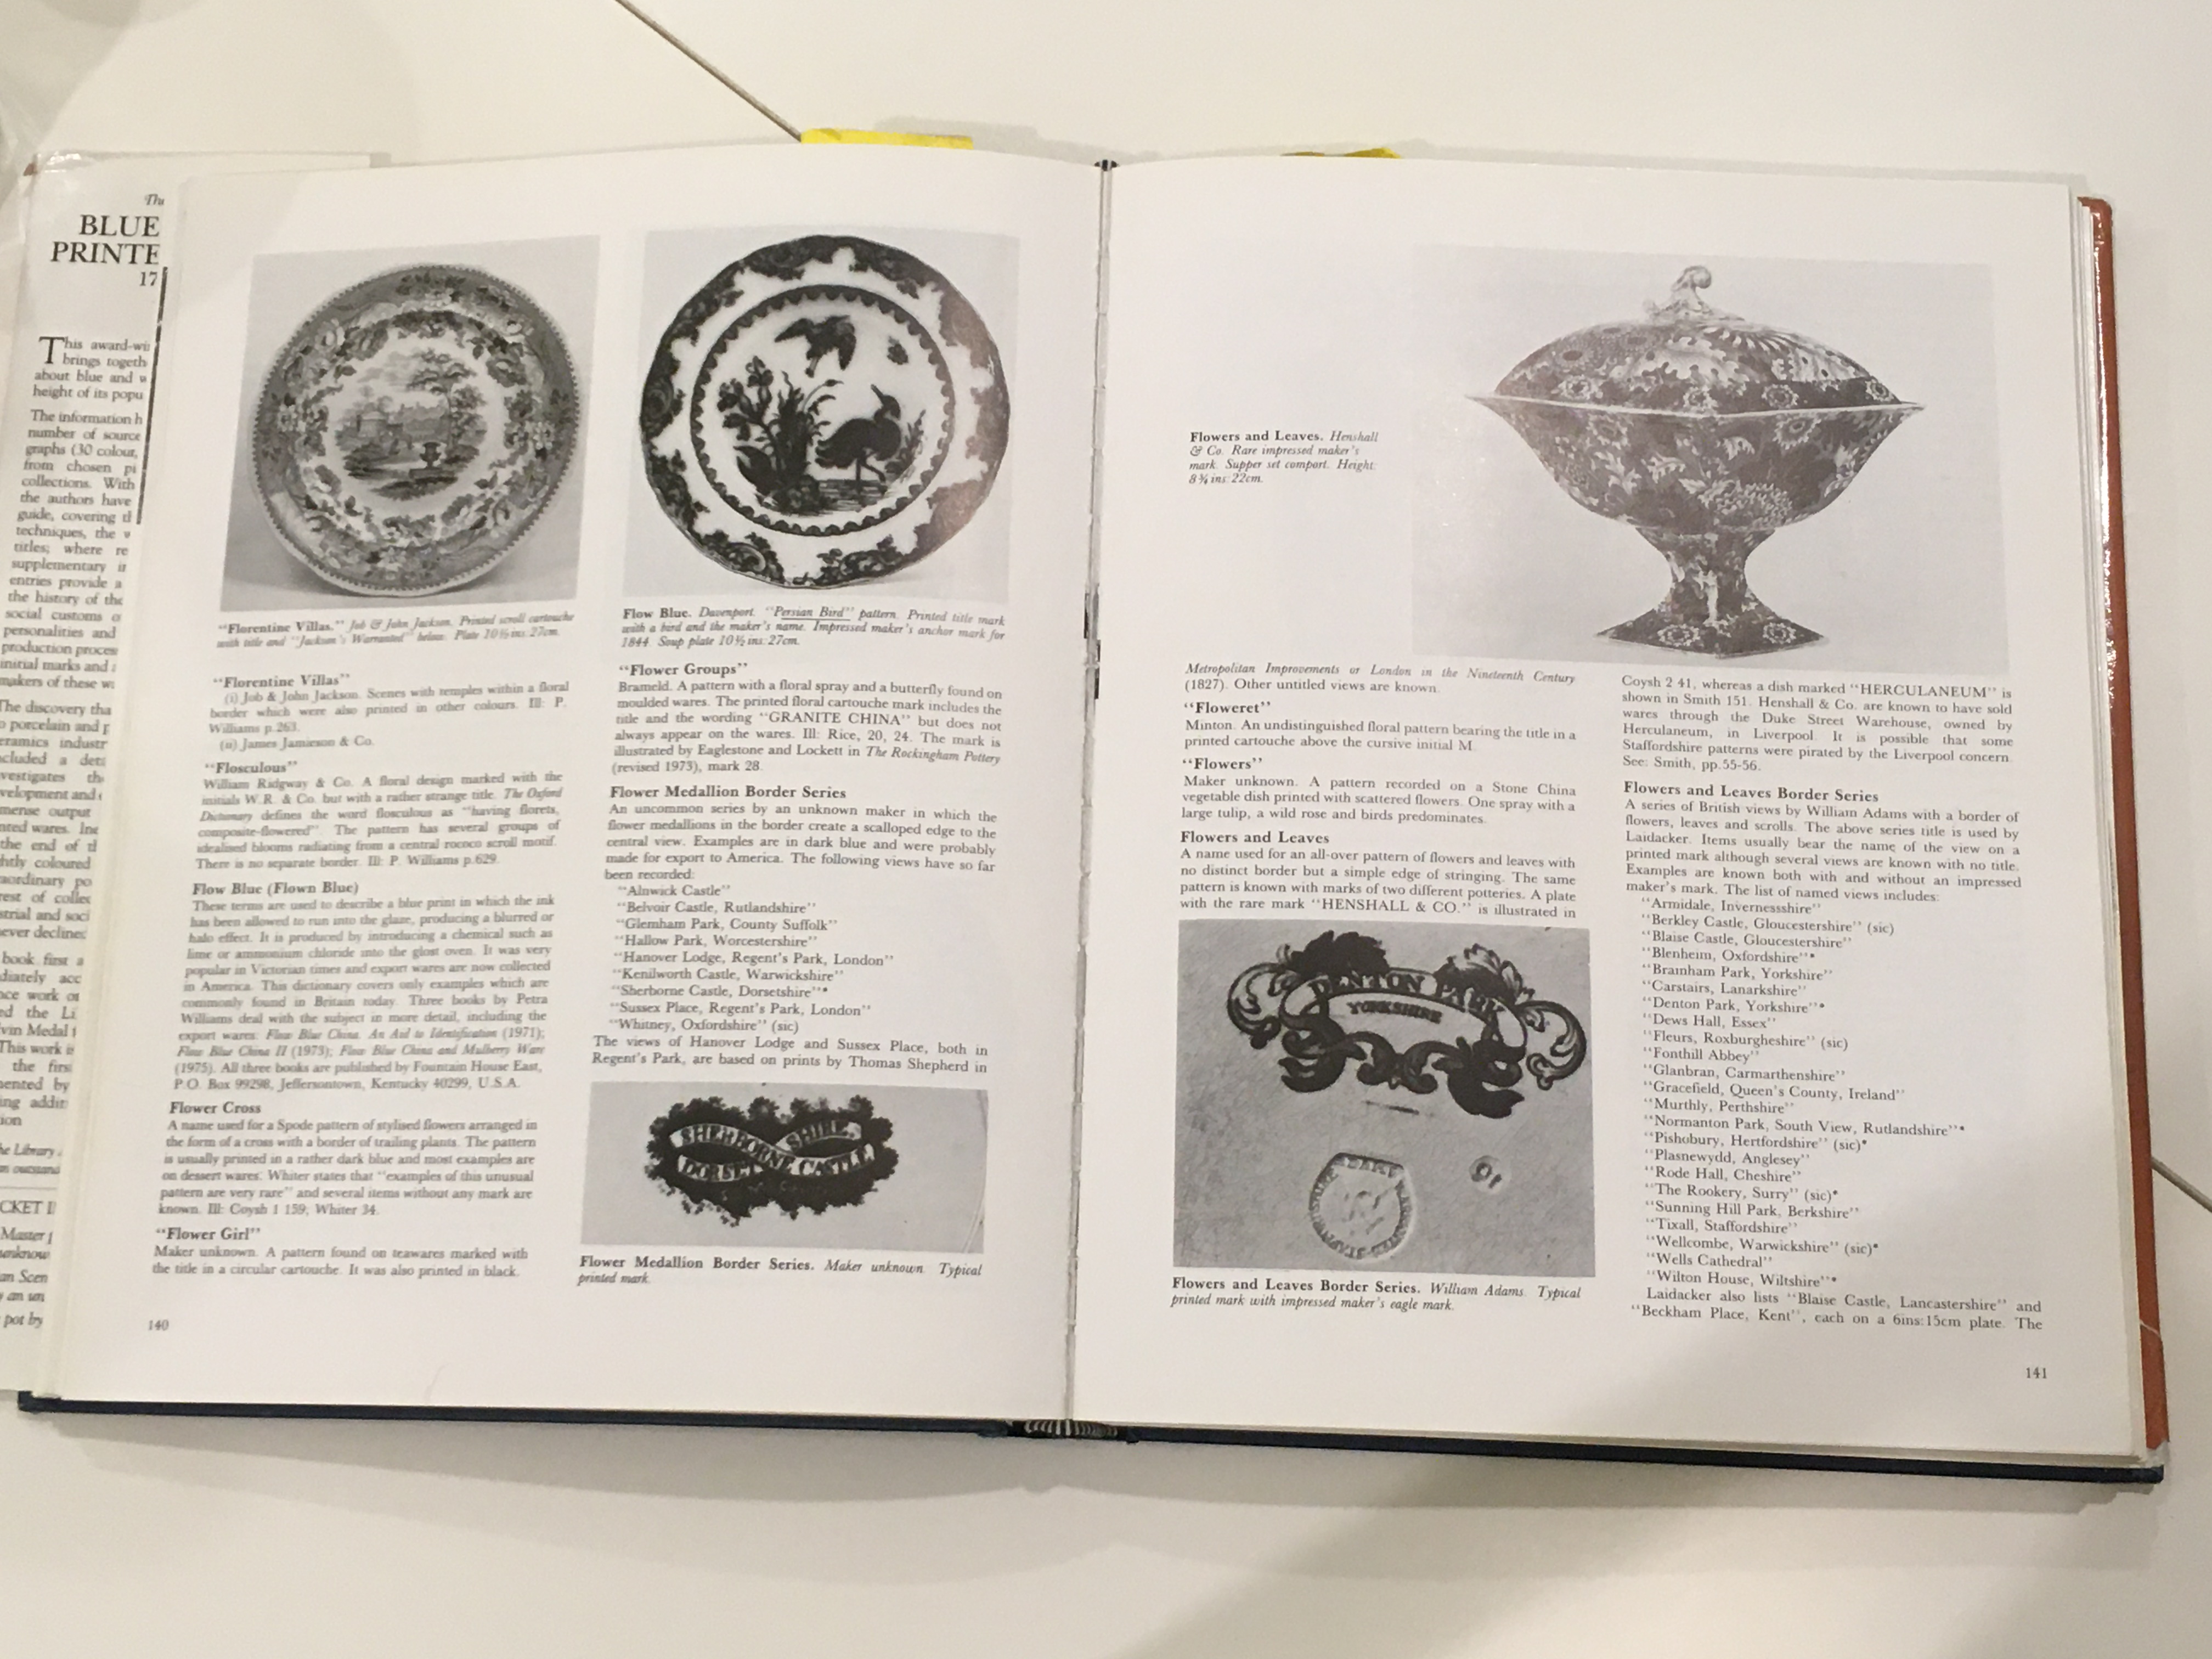 The
BLUE
PRINTE
17
This award-wi
brings togeth
about blue and w
height of its popu
The information h
number of source
graphs (30 colour,
from chosen pi
collections. With
the authors have
guide, covering tl
techniques, the w
titles; where re
supplementary ir
entries provide a
the history of the
social customs o
personalities and
production proces
initial marks and a
makers of these wa
The discovery tha
o porcelain and p
eramics industr
cluded a deta
vestigates the
velopment and e
mense output
nted wares. Ind
the end of tl
htly coloured
aordinary po
rest of collec
strial and soci
never declined
book first a
diately acc
nce work of
ed the Li
vin Medal f
This work is
the first
ented by
ing addit
ion
he Library
n outstand
CKET I
Master
unknow
an Scen
an un
pot by
"Florentine Villas." Job & John Jackson. Printed scroll cartouche
with title and "Jackson's Warranted" below. Plate 10½ins:27cm.
"Florentine Villas"
(i) Job & John Jackson. Scenes with temples within a floral
border which were also printed in other colours. Ill: P.
Williams p.263.
(ii) James Jamieson & Co.
"Flosculous"
William Ridgway & Co. A floral design marked with the
initials W.R. & Co. but with a rather strange title. The Oxford
Dictionary defines the word flosculous as "having florets,
composite-flowered". The pattern has several groups of
idealised blooms radiating from a central rococo scroll motif.
There is no separate border. Ill: P. Williams p.629.
Flow Blue (Flown Blue)
These terms are used to describe a blue print in which the ink
has been allowed to run into the glaze, producing a blurred or
halo effect. It is produced by introducing a chemical such as
lime or ammonium chloride into the glost oven. It was very
popular in Victorian times and export wares are now collected
in America. This dictionary covers only examples which are
commonly found in Britain today. Three books by Petra
Williams deal with the subject in more detail, including the
export wares: Flow Blue China. An Aid to Identification (1971);
Flow Blue China II (1973); Flow Blue China and Mulberry Ware
(1975). All three books are published by Fountain House East,
P.O. Box 99298, Jeffersontown, Kentucky 40299, U.S.A.
Flower Cross
A name used for a Spode pattern of stylised flowers arranged in
the form of a cross with a border of trailing plants. The pattern
is usually printed in a rather dark blue and most examples are
on dessert wares. Whiter states that "examples of this unusual
pattern are very rare" and several items without any mark are
known. Ill: Coysh 1 159; Whiter 34.
"Flower Girl"
Maker unknown. A pattern found on teawares marked with
the title in a circular cartouche. It was also printed in black.
140
Flow Blue. Davenport. "Persian Bird" pattern. Printed title mark
with a bird and the maker's name. Impressed maker's anchor mark for
1844. Soup plate 10½ins:27cm.
"Flower Groups"
Brameld. A pattern with a floral spray and a butterfly found on
moulded wares. The printed floral cartouche mark includes the
title and the wording "GRANITE CHINA" but does not
always appear on the wares. Ill: Rice, 20, 24. The mark is
illustrated by Eaglestone and Lockett in The Rockingham Pottery
(revised 1973), mark 28.
Flower Medallion Border Series
An uncommon series by an unknown maker in which the
flower medallions in the border create a scalloped edge to the
central view. Examples are in dark blue and were probably
made for export to America. The following views have so far
been recorded:
"Alnwick Castle"
"Belvoir Castle, Rutlandshire"
"Glemham Park, County Suffolk"
"Hallow Park, Worcestershire"
"Hanover Lodge, Regent's Park, London"
"Kenilworth Castle, Warwickshire"
"Sherborne Castle, Dorsetshire"*
"Sussex Place, Regent's Park, London"
"Whitney, Oxfordshire" (sic)
The views of Hanover Lodge and Sussex Place, both in
Regent's Park, are based on prints by Thomas Shepherd in
SHERBORNE CASTLE
DORSETSHIRE.
Flower Medallion Border Series. Maker unknown. Typical
printed mark.
Flowers and Leaves. Henshall
& Co. Rare impressed maker's
mark. Supper set comport. Height:
8¾ins:22cm.
Metropolitan Improvements or London in the Nineteenth Century
(1827). Other untitled views are known.
"Floweret"
Minton. An undistinguished floral pattern bearing the title in a
printed cartouche above the cursive initial M.
"Flowers"
Maker unknown. A pattern recorded on a Stone China
vegetable dish printed with scattered flowers. One spray with a
large tulip, a wild rose and birds predominates.
Flowers and Leaves
A name used for an all-over pattern of flowers and leaves with
no distinct border but a simple edge of stringing. The same
pattern is known with marks of two different potteries. A plate
with the rare mark "HENSHALL & CO." is illustrated in
DENTON PARK
YORKSHIRE
Flowers and Leaves Border Series. William Adams. Typical
printed mark with impressed maker's eagle mark.
Coysh 2 41, whereas a dish marked "HERCULANEUM" is
shown in Smith 151. Henshall & Co. are known to have sold
wares through the Duke Street Warehouse, owned by
Herculaneum, in Liverpool. It is possible that some
Staffordshire patterns were pirated by the Liverpool concern.
See: Smith, pp.55-56.
Flowers and Leaves Border Series
A series of British views by William Adams with a border of
flowers, leaves and scrolls. The above series title is used by
Laidacker. Items usually bear the name of the view on a
printed mark although several views are known with no title.
Examples are known both with and without an impressed
maker's mark. The list of named views includes:
"Armidale, Invernessshire"
"Berkley Castle, Gloucestershire" (sic)
"Blaise Castle, Gloucestershire"
"Blenheim, Oxfordshire"*
"Bramham Park, Yorkshire"
"Carstairs, Lanarkshire"
"Denton Park, Yorkshire"*
"Dews Hall, Essex"
"Fleurs, Roxburgheshire" (sic)
"Fonthill Abbey"
"Glanbran, Carmarthenshire"
"Gracefield, Queen's County, Ireland"
"Murthly, Perthshire"
"Normanton Park, South View, Rutlandshire"*
"Pishobury, Hertfordshire" (sic)*
"Plasnewydd, Anglesey"
"Rode Hall, Cheshire"
"The Rookery, Surry" (sic)*
"Sunning Hill Park, Berkshire"
"Tixall, Staffordshire"
"Wellcombe, Warwickshire" (sic)*
"Wells Cathedral"
"Wilton House, Wiltshire"*
Laidacker also lists "Blaise Castle, Lancastershire" and
"Beckham Place, Kent", each on a 6ins:15cm plate. The
141